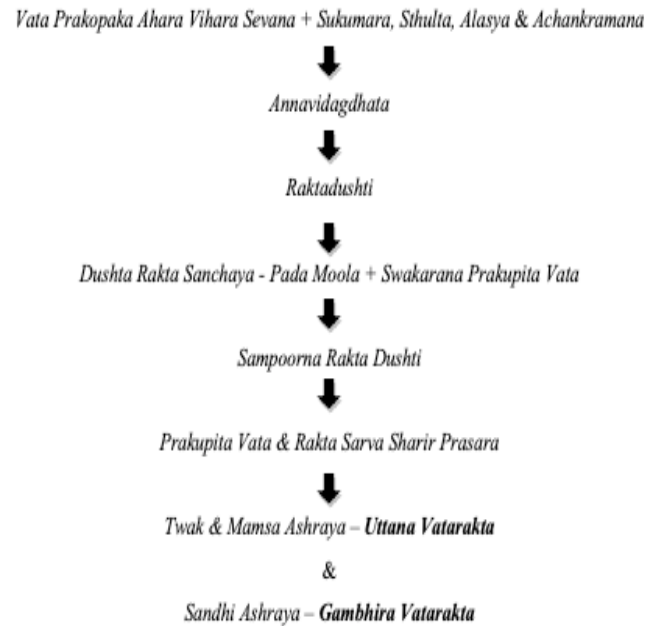 Vata Prakopaka Ahara Vihara Sevana + Sukumara, Sthulta, Alasya & Achankramana
Annavidagdhata
Raktadushti
Dushta Rakta Sanchaya - Pada Moola + Swakarana Prakupita Vata
Sampoorna Rakta Dushti
Prakupita Vata & Rakta Sarva Sharir Prasara
Twak & Mamsa Ashraya – Uttana Vatarakta
&
Sandhi Ashraya – Gambhira Vatarakta